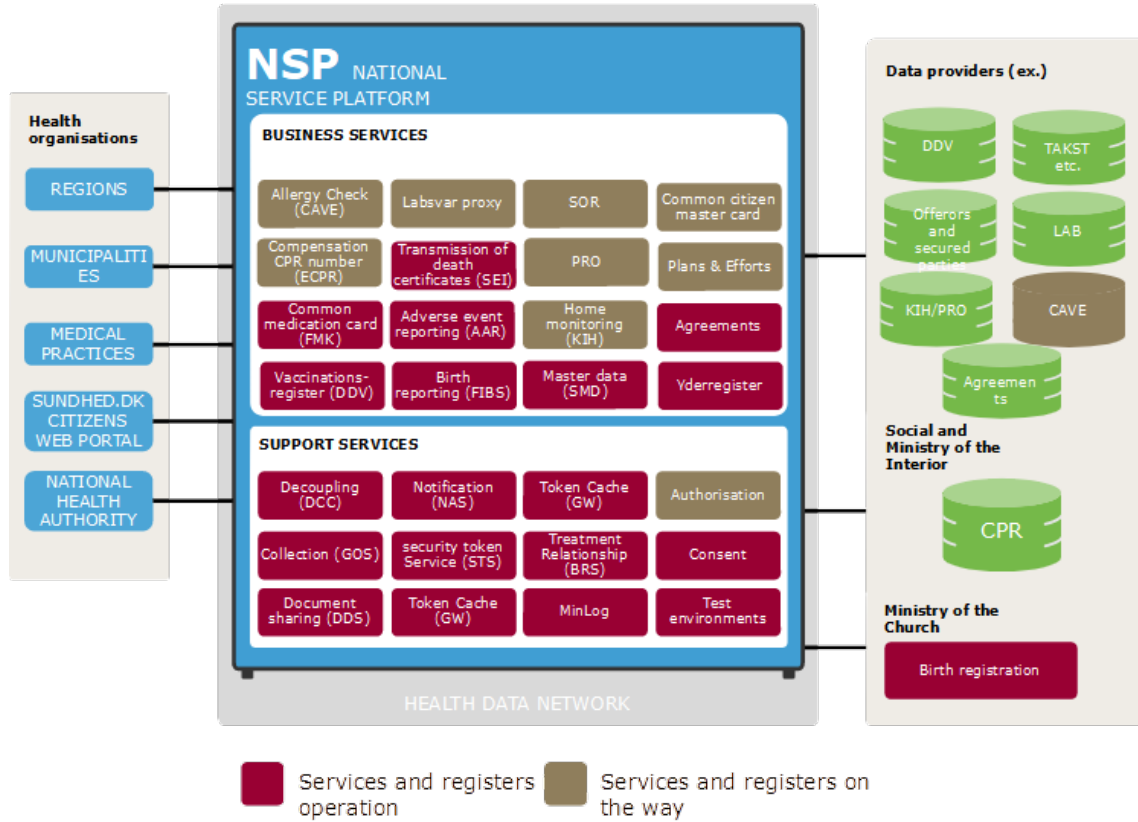 Health
organisations
REGIONS
MUNICIPALITI
ES
MEDICAL
PRACTICES
SUNDHED.DK
CITIZENS
WEB PORTAL
NATIONAL
HEALTH
AUTHORITY
NSP NATIONAL
SERVICE PLATFORM
BUSINESS SERVICES
Allergy Check
(CAVE)
Labsvar proxy
SOR
Common citizen
master card
Compensation
CPR number
(ECPR)
Transmission of
death
certificates (SEI)
PRO
Plans & Efforts
Common
medication card
(FMK)
Adverse event
reporting (AAR)
Home
monitoring
(KIH)
Agreements
Vaccinations-
register (DDV)
Birth
reporting (FIBS)
Master data
(SMD)
Yderregister
SUPPORT SERVICES
Decoupling
(DCC)
Notification
(NAS)
Token Cache
(GW)
Authorisation
Collection (GOS)
security token
Service (STS)
Treatment
Relationship
(BRS)
Consent
Document
sharing (DDS)
Token Cache
(GW)
MinLog
Test
environments
HEALTH DATA NETWORK
Data providers (ex.)
DDV
TAKST
etc.
Offerors
and
secured
parties
LAB
KIH/PRO
CAVE
Agreemen
ts
Social and
Ministry of the
Interior
CPR
Ministry of the
Church
Birth registration
Services and registers
operation
Services and registers on
the way